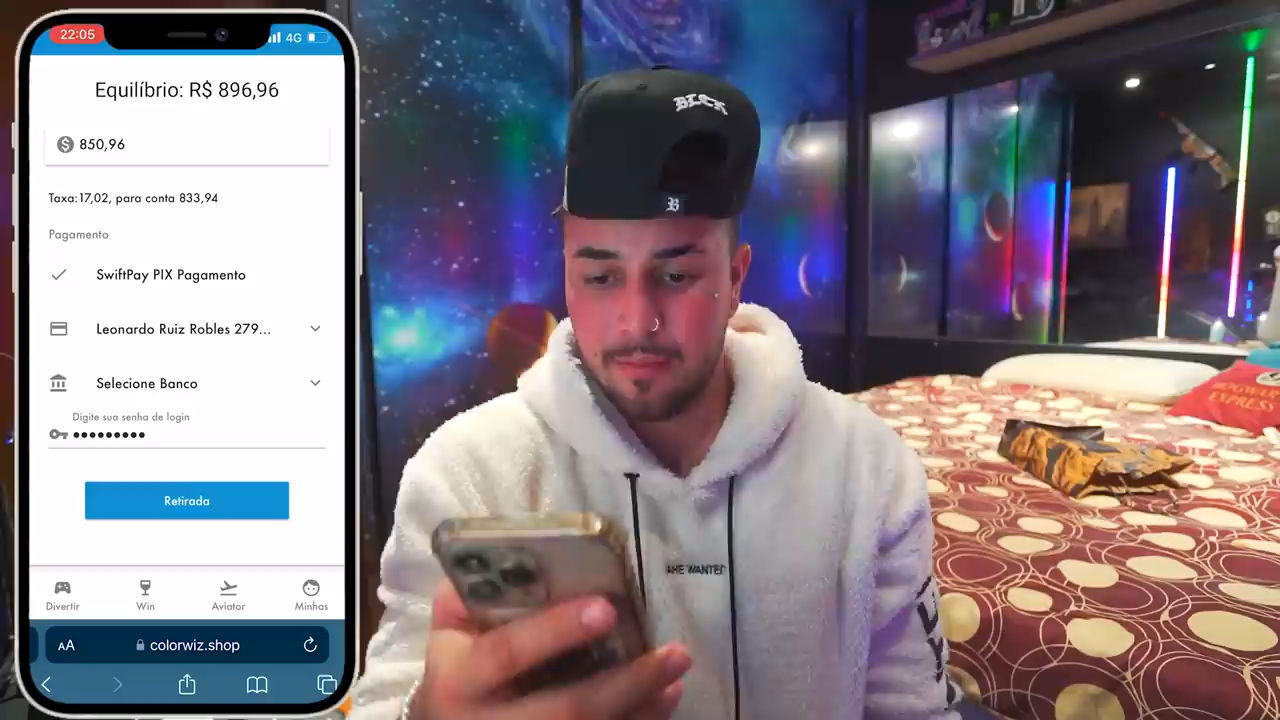 22:05
4G
Equilíbrio: R$ 896,96
850,96
Taxa:17,02, para conta 833,94
Pagamento
SwiftPay PIX Pagamento
Leonardo Ruiz Robles 279...
Selecione Banco
Digite sua senha de login
•••••••••
Retirada
Divertir
Win
Aviator
Minhas
AA
colorwiz.shop
BLCK
B
ARE WANTED
HOGWARTS
EXPRESS